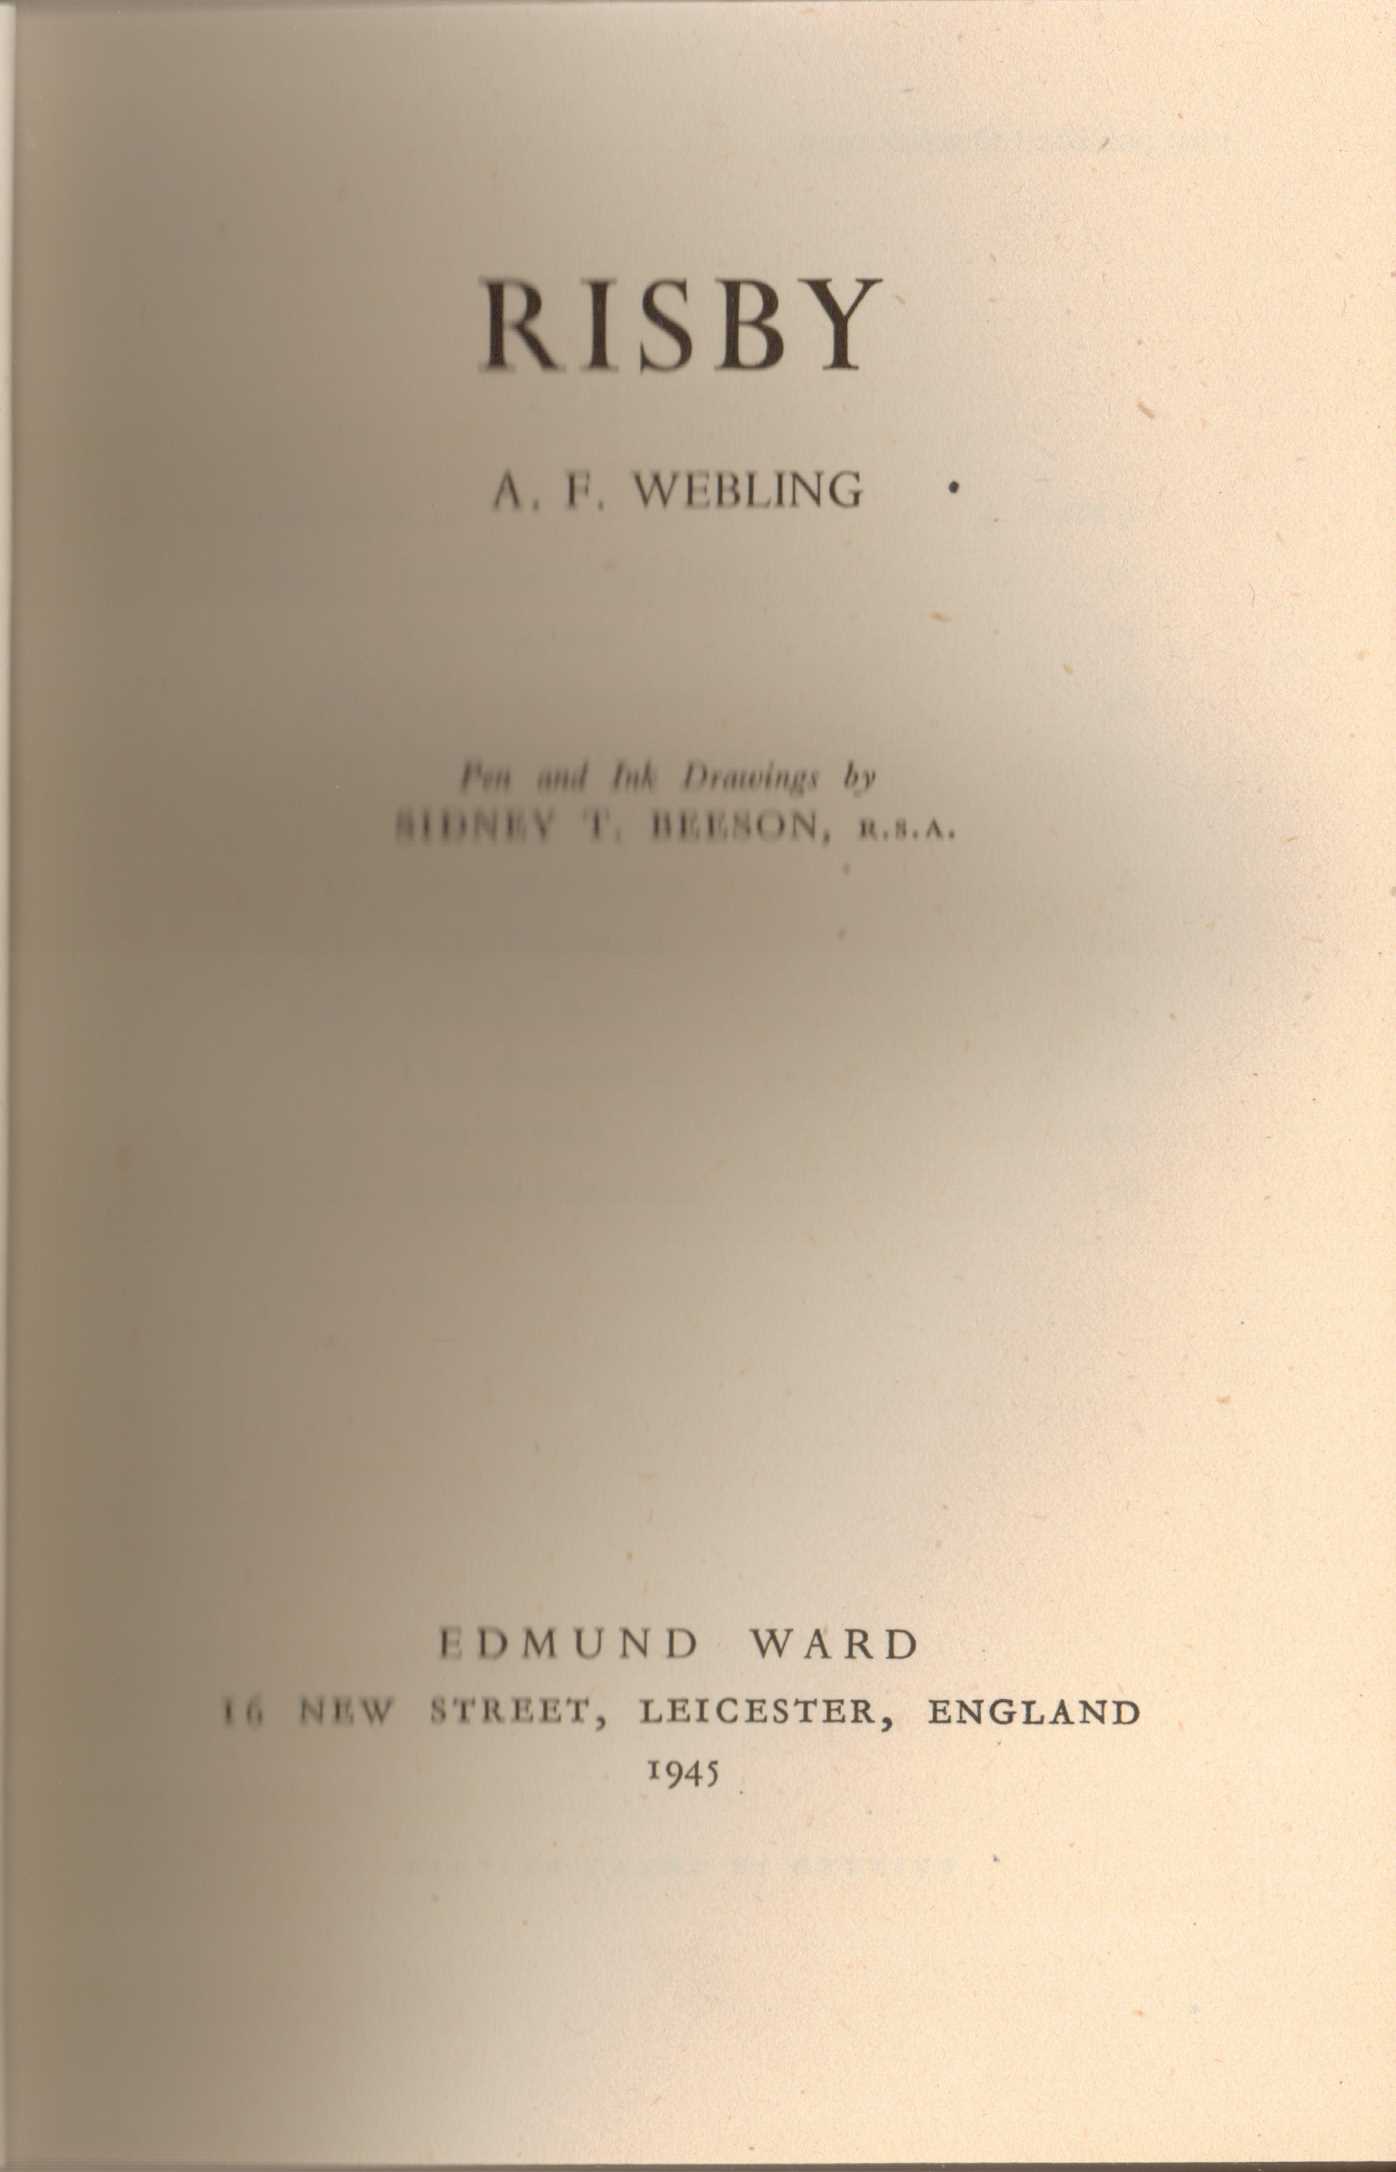 RISBY
A. F. WEBLING
Pen and Ink Drawings by
SIDNEY T. BEESON, R.S.A.
EDMUND WARD
16 NEW STREET, LEICESTER, ENGLAND
1945